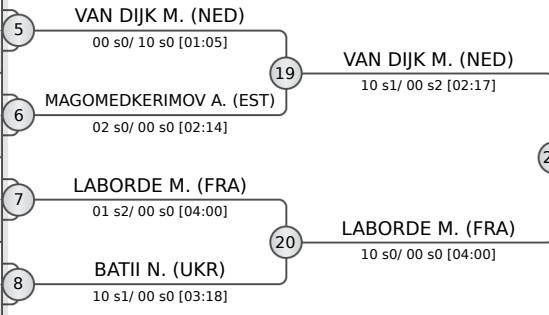 5
VAN DIJK M. (NED)
00 s0/ 10 s0 [01:05]
19
VAN DIJK M. (NED)
10 s1/ 00 s2 [02:17]
6
MAGOMEDKERIMOV A. (EST)
02 s0/ 00 s0 [02:14]
7
LABORDE M. (FRA)
01 s2/ 00 s0 [04:00]
20
LABORDE M. (FRA)
10 s0/ 00 s0 [04:00]
8
BATII N. (UKR)
10 s1/ 00 s0 [03:18]